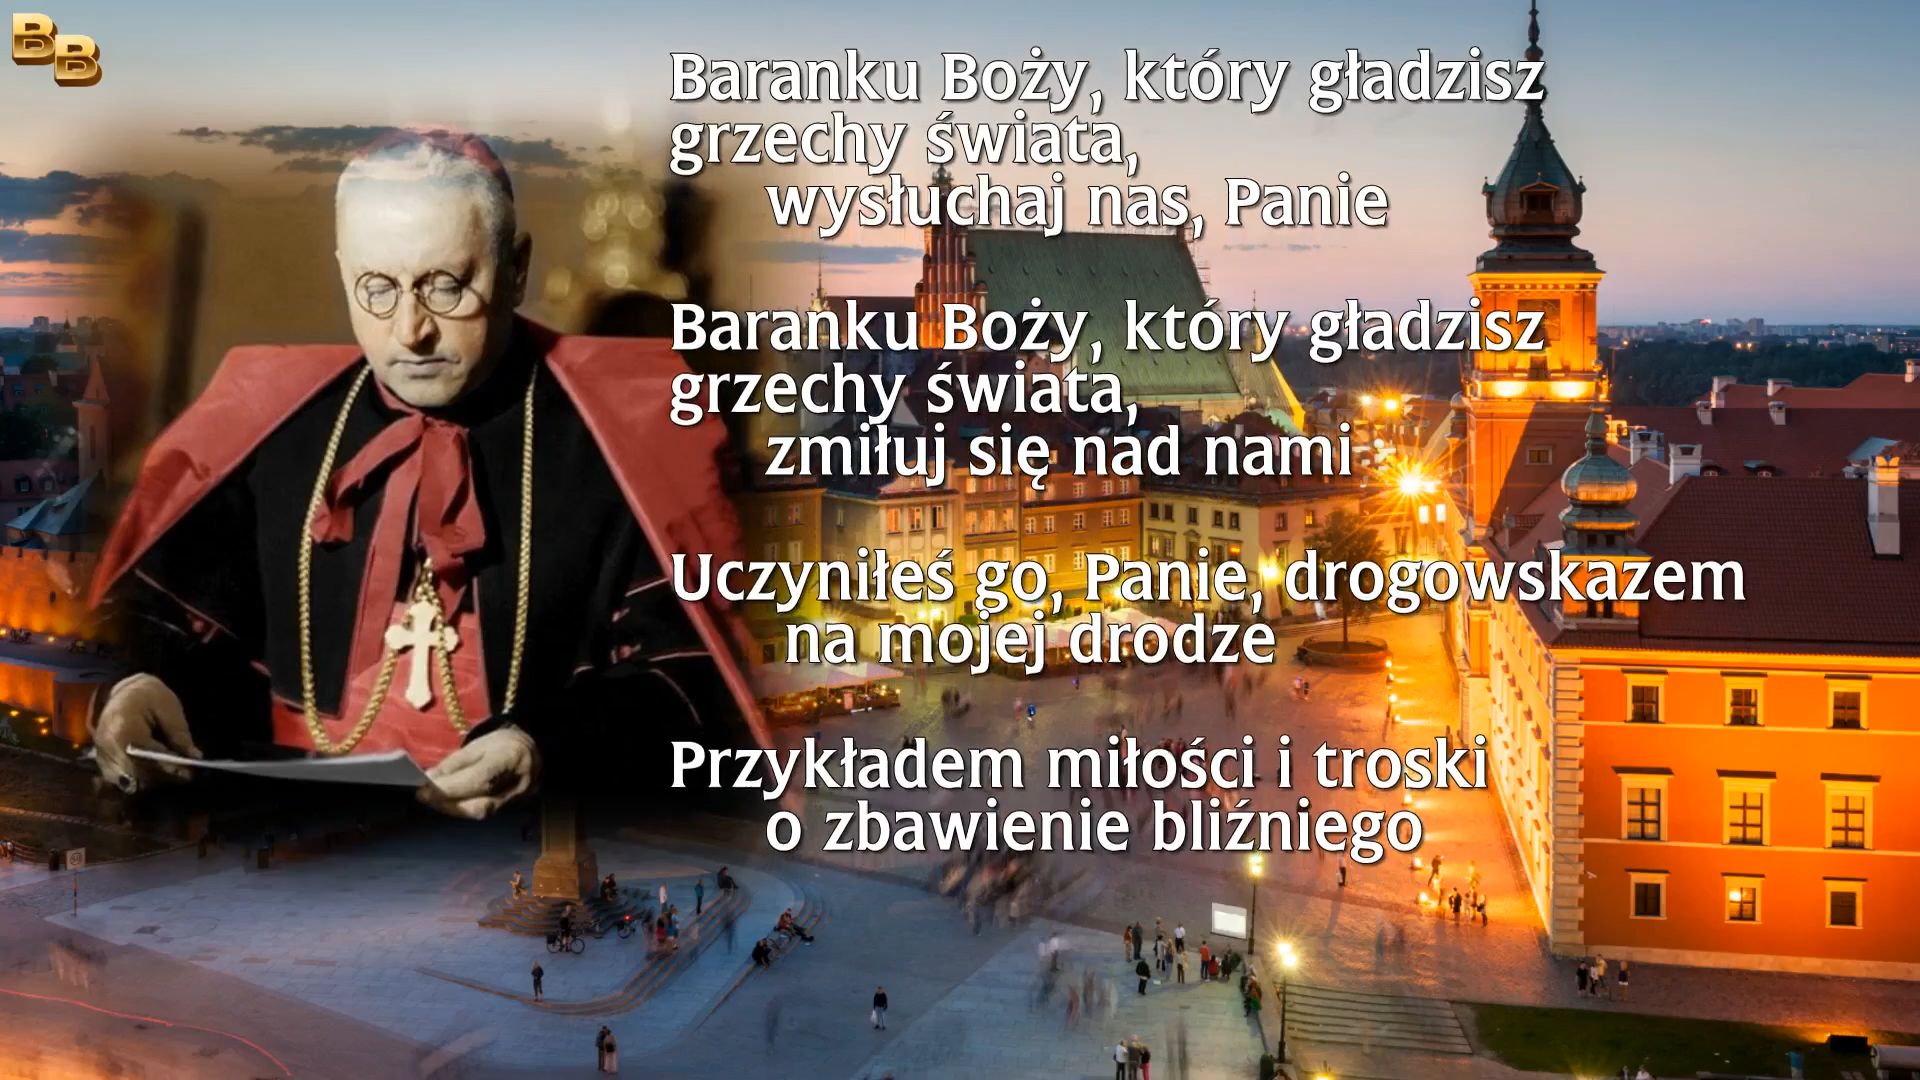 BB
Baranku Boży, który gładzisz
grzechy świata,
wysłuchaj nas, Panie
Baranku Boży, który gładzisz
grzechy świata,
zmiłuj się nad nami
Uczyniłeś go, Panie, drogowskazem
na mojej drodze
Przykładem miłości i troski
o zbawienie bliźniego